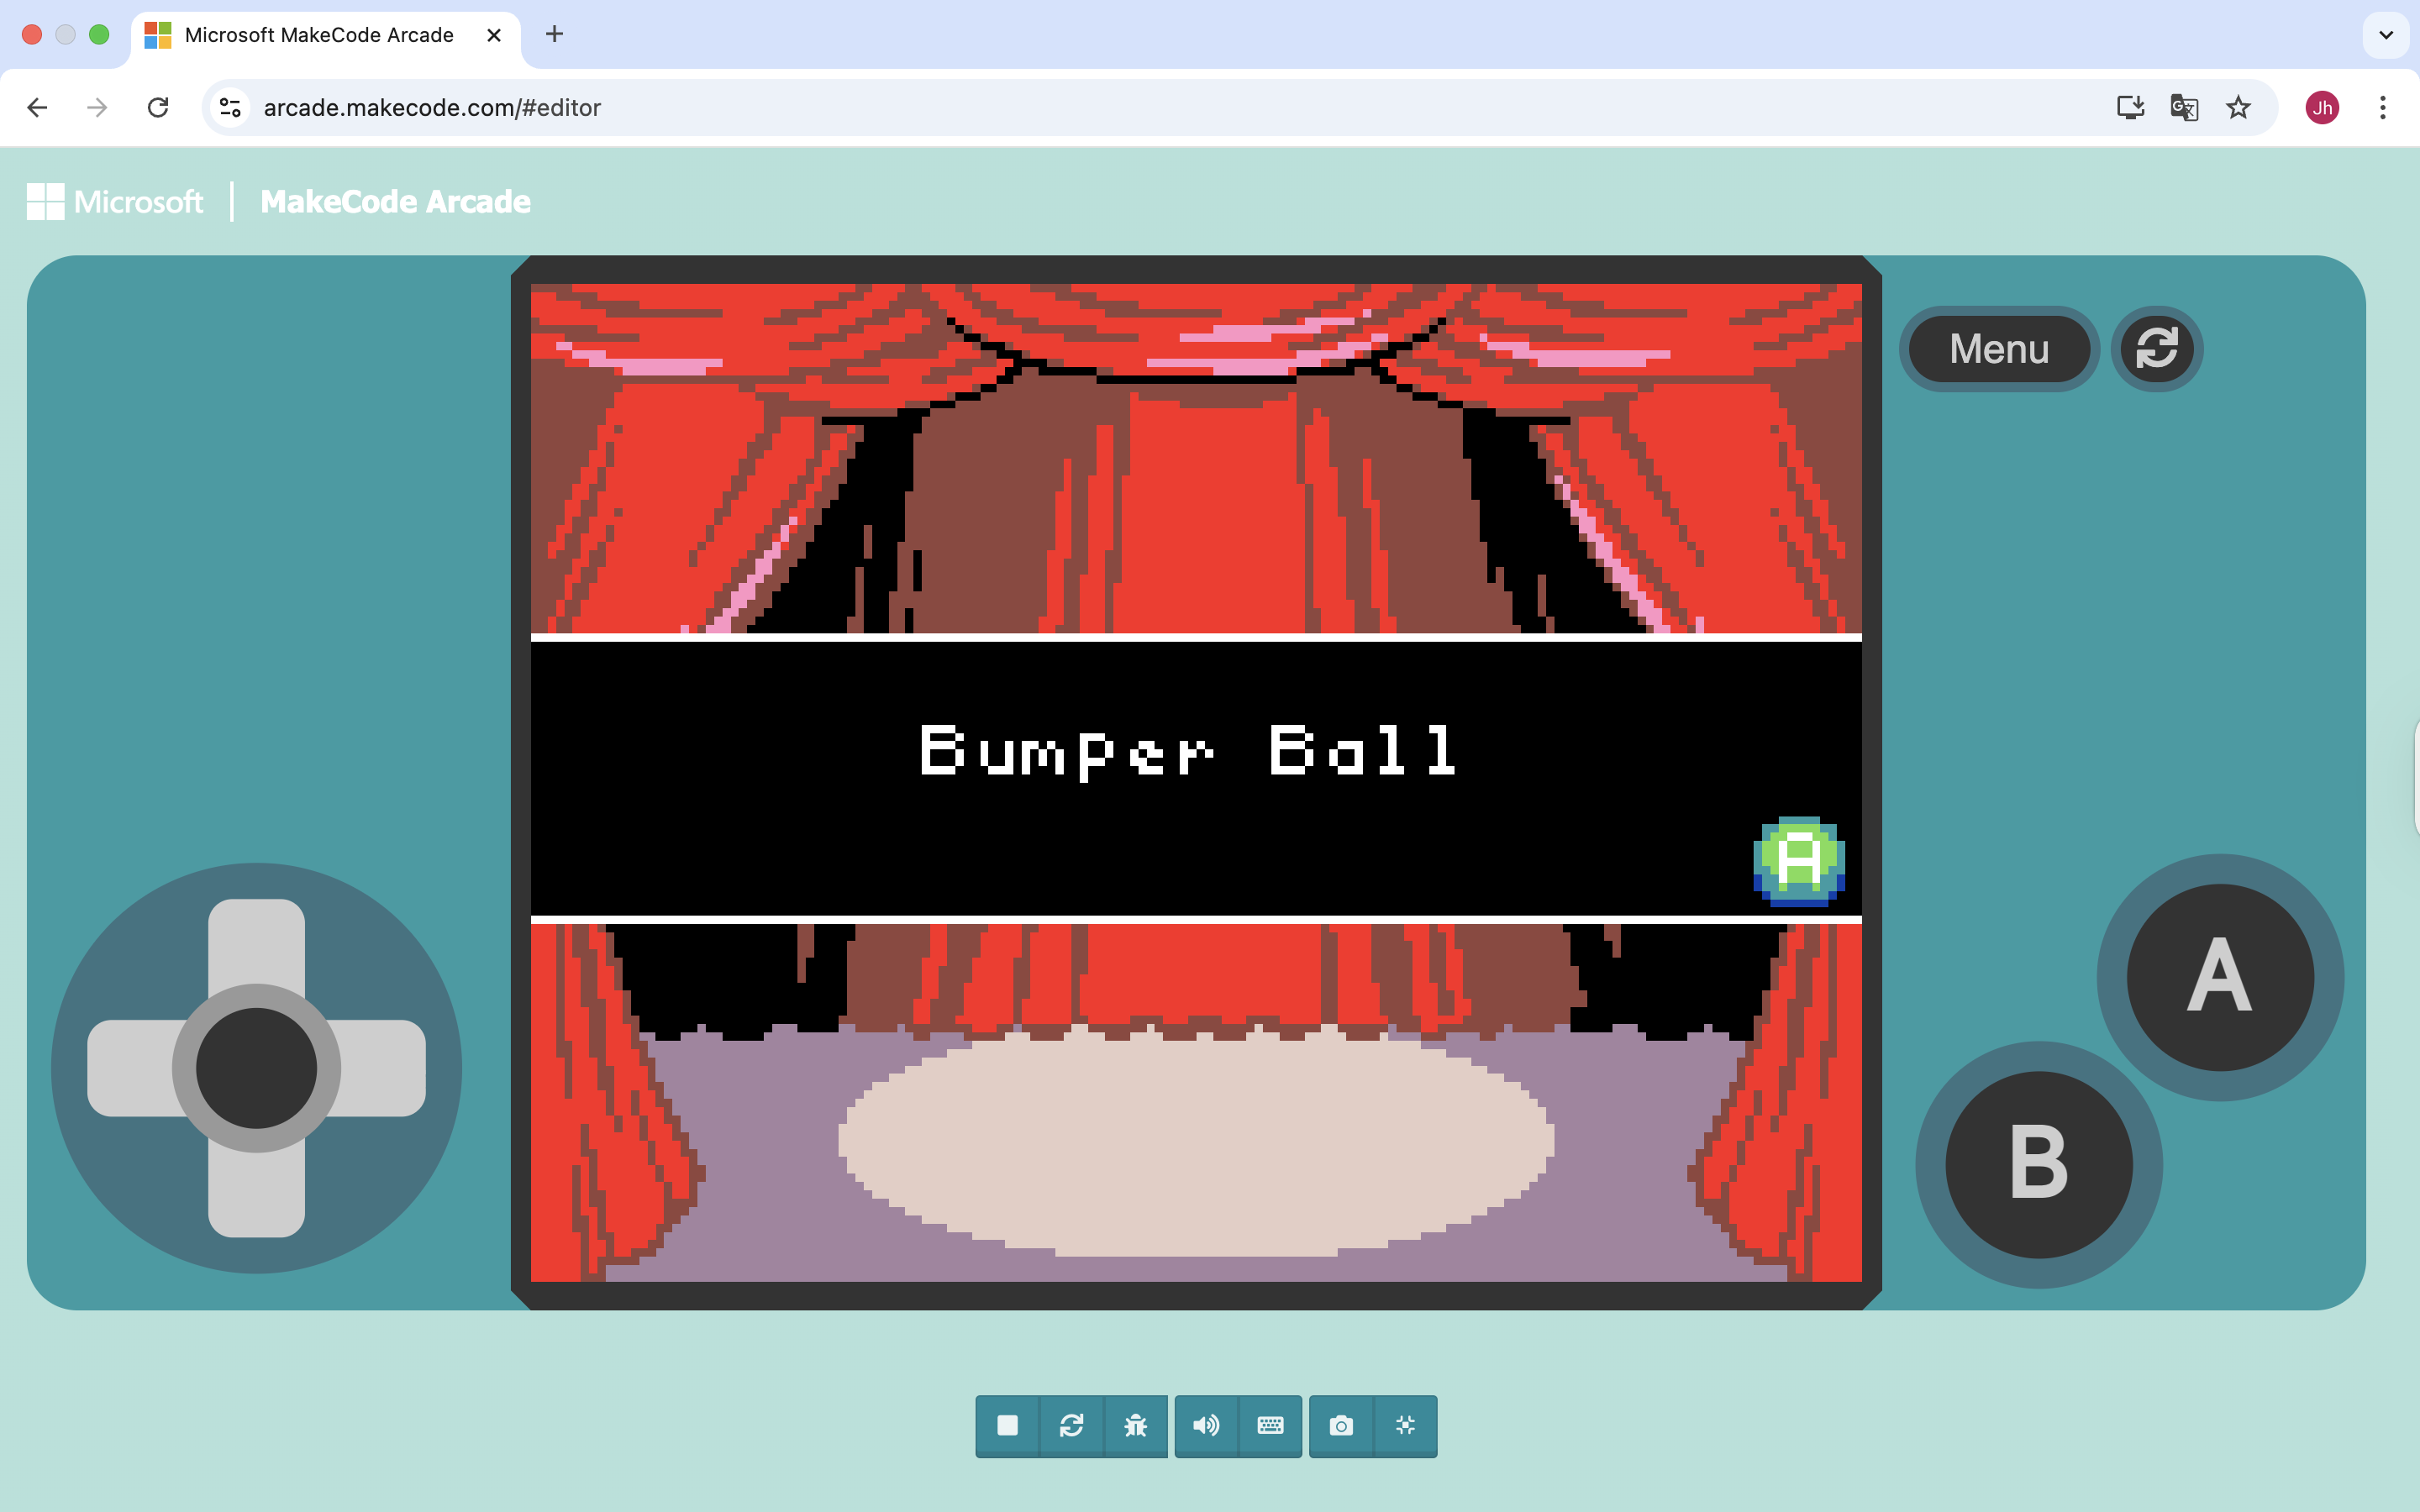 Microsoft MakeCode Arcade
arcade.makecode.com/#editor
Jh
Microsoft | MakeCode Arcade
Menu
Bumper Ball
A
A
B